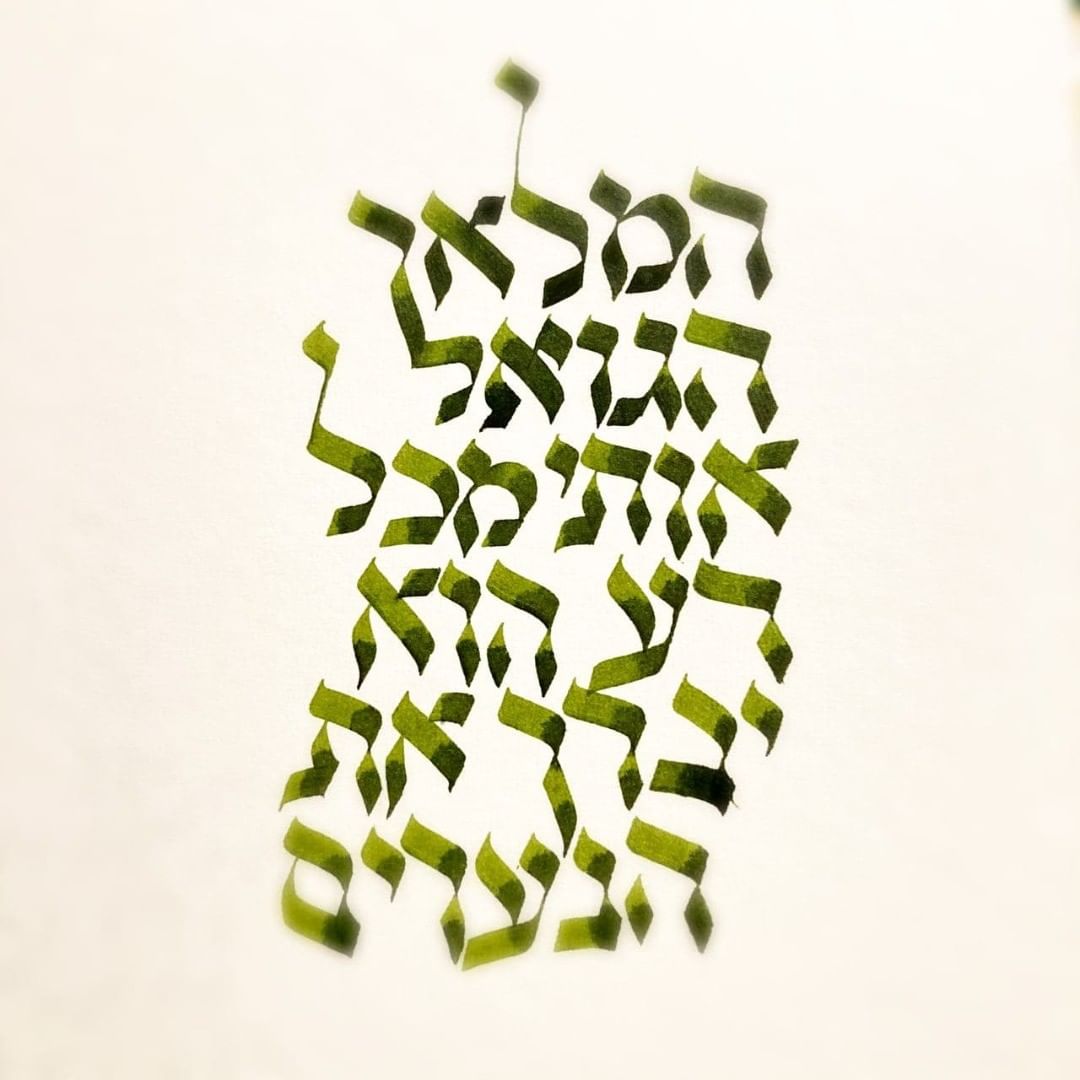 המלאך
הגואל
אותי מכל
רע הוא
יברך את
הנערים